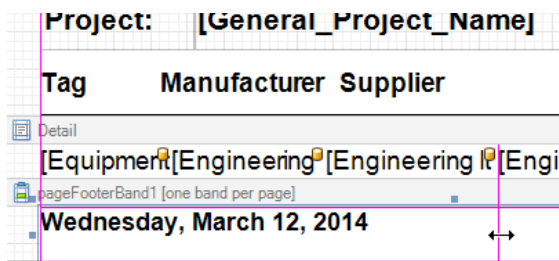 Project: [General_Project_Name]
Tag Manufacturer Supplier
Detail
[Equipment[Engineering [Engineering It [Engi
pageFooterBand1 [one band per page]
Wednesday, March 12, 2014